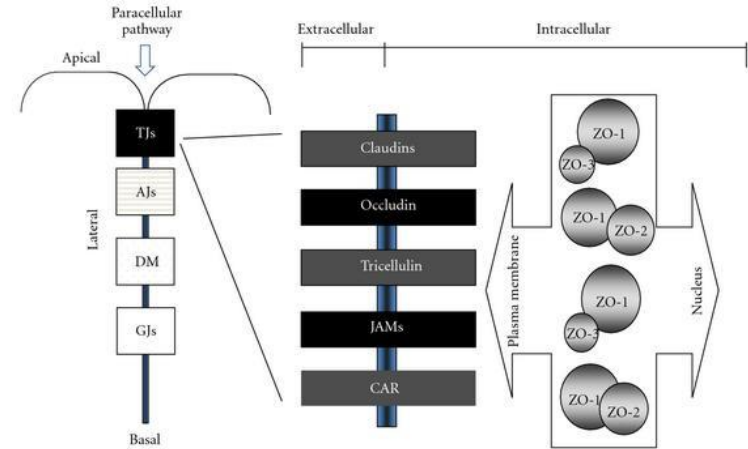 Paracellular
pathway
Apical
TJs
AJs
DM
GJs
Lateral
Basal
Extracellular
Intracellular
Claudins
Occludin
Tricellulin
JAMs
CAR
Plasma membrane
ZO-1
ZO-3
ZO-1
ZO-2
ZO-1
ZO-3
ZO-1
ZO-2
Nucleus